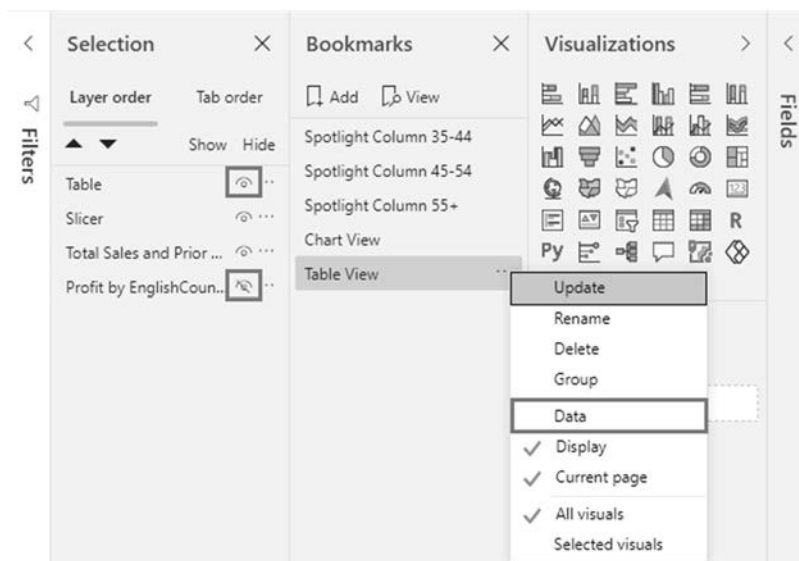 Filters
Selection
Layer order Tab order
Show Hide
Table
Slicer
Total Sales and Prior ...
Profit by EnglishCoun...
Bookmarks
Add View
Spotlight Column 35-44
Spotlight Column 45-54
Spotlight Column 55+
Chart View
Table View
Update
Rename
Delete
Group
Data
Display
Current page
All visuals
Selected visuals
Visualizations
123
R
Py
Fields